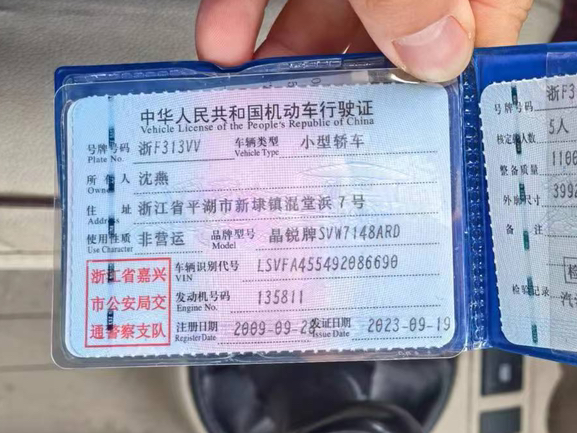 中华人民共和国机动车行驶证
Vehicle License of the People's Republic of China
号牌号码 浙F313VV 车辆类型 小型轿车
Plate No. Vehicle Type
所有人 沈燕
Owner
住址 浙江省平湖市新埭镇混堂浜7号
Address
使用性质 非营运 品牌型号 晶锐牌SVW7148ARD
Use Character Model
浙江省嘉兴
市公安局交
通警察支队
车辆识别代号 LSVFA455492086690
VIN
发动机号码 135811
Engine No.
注册日期 2009-09-28 发证日期 2023-09-19
Register Date Issue Date
号牌号码
浙F3
核定载人数 5人
整备质量 1100
外廓尺寸 399
备注
检验记录